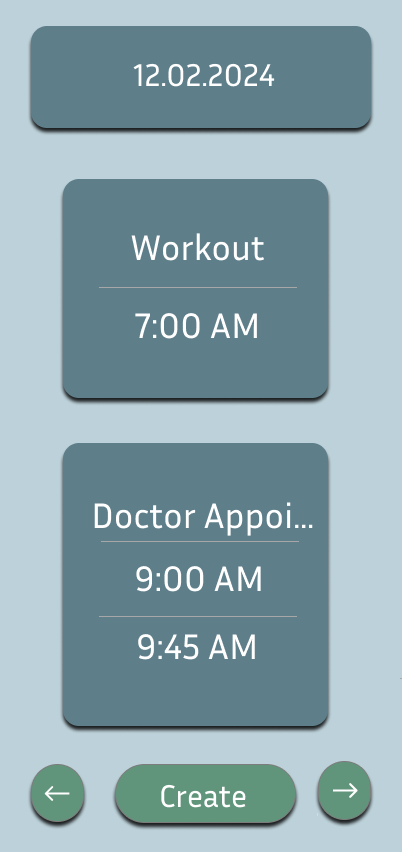 12.02.2024
Workout
7:00 AM
Doctor Appoi...
9:00 AM
9:45 AM
← Create →